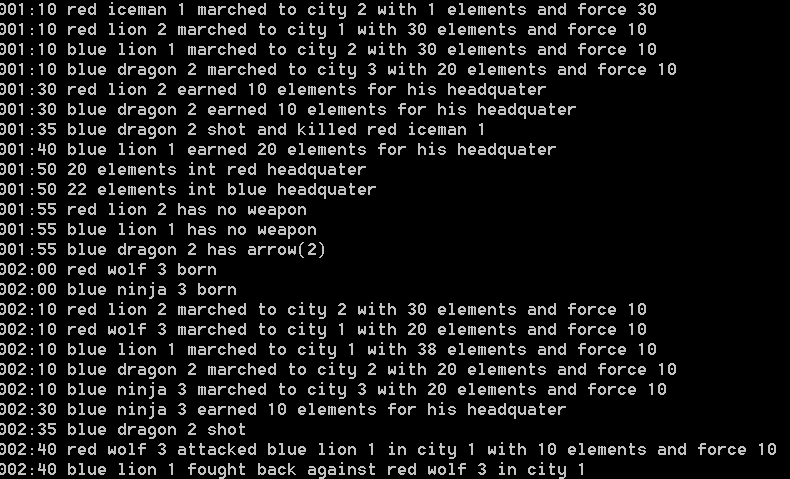 001:10 red iceman 1 marched to city 2 with 1 elements and force 30
001:10 red lion 2 marched to city 1 with 30 elements and force 10
001:10 blue lion 1 marched to city 2 with 30 elements and force 10
001:10 blue dragon 2 marched to city 3 with 20 elements and force 10
001:30 red lion 2 earned 10 elements for his headquater
001:30 blue dragon 2 earned 10 elements for his headquater
001:35 blue dragon 2 shot and killed red iceman 1
001:40 blue lion 1 earned 20 elements for his headquater
001:50 20 elements int red headquater
001:50 22 elements int blue headquater
001:55 red lion 2 has no weapon
001:55 blue lion 1 has no weapon
001:55 blue dragon 2 has arrow(2)
002:00 red wolf 3 born
002:00 blue ninja 3 born
002:10 red lion 2 marched to city 2 with 30 elements and force 10
002:10 red wolf 3 marched to city 1 with 20 elements and force 10
002:10 blue lion 1 marched to city 1 with 38 elements and force 10
002:10 blue dragon 2 marched to city 2 with 20 elements and force 10
002:10 blue ninja 3 marched to city 3 with 20 elements and force 10
002:30 blue ninja 3 earned 10 elements for his headquater
002:35 blue dragon 2 shot
002:40 red wolf 3 attacked blue lion 1 in city 1 with 10 elements and force 10
002:40 blue lion 1 fought back against red wolf 3 in city 1